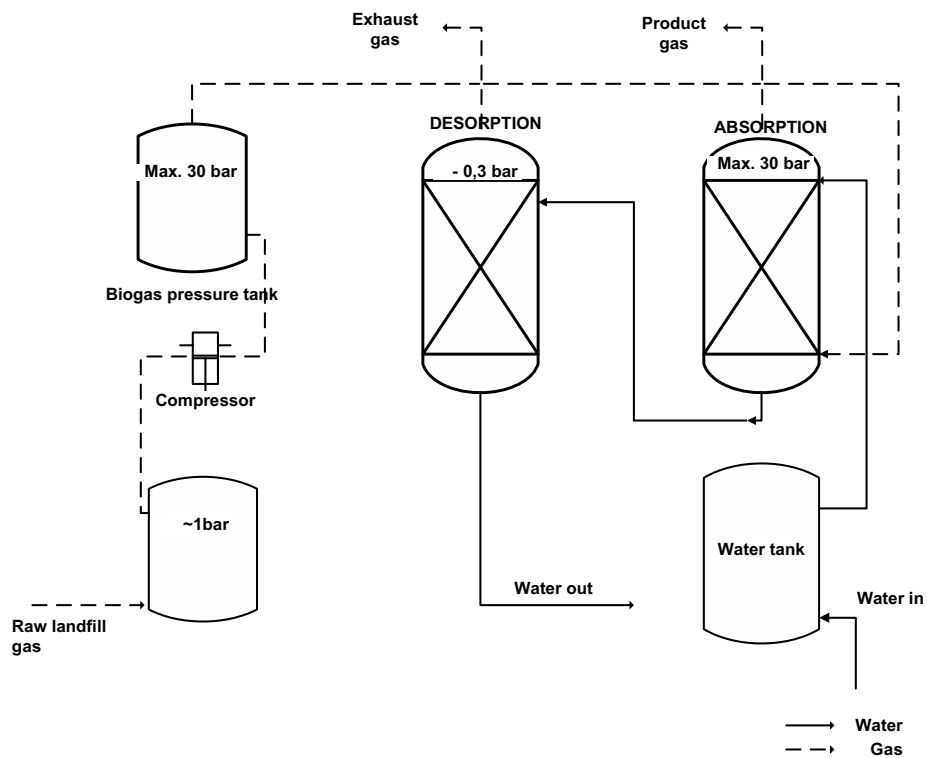 Exhaust
gas
Product
gas
DESORPTION
ABSORPTION
Max. 30 bar
- 0,3 bar
Max. 30 bar
Biogas pressure tank
Compressor
~1bar
Water tank
Water out
Water in
Raw landfill
gas
Water
Gas